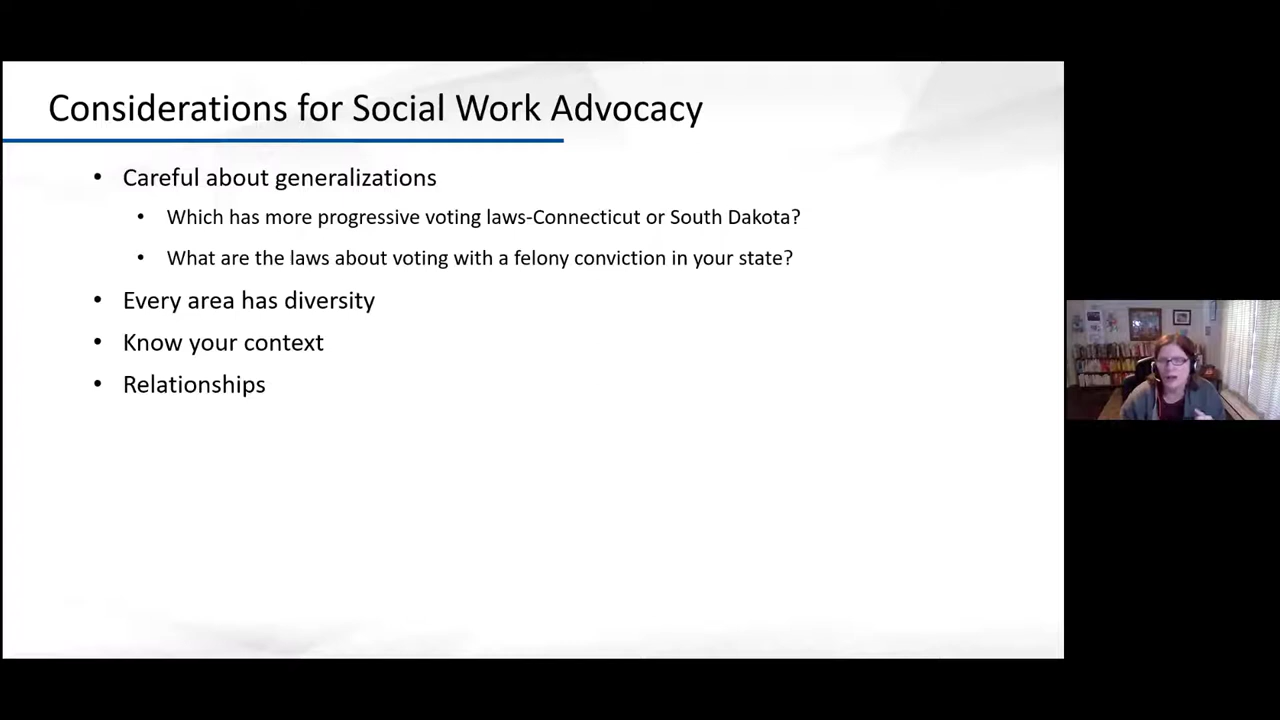 Considerations for Social Work Advocacy
• Careful about generalizations
• Which has more progressive voting laws-Connecticut or South Dakota?
• What are the laws about voting with a felony conviction in your state?
• Every area has diversity
• Know your context
• Relationships